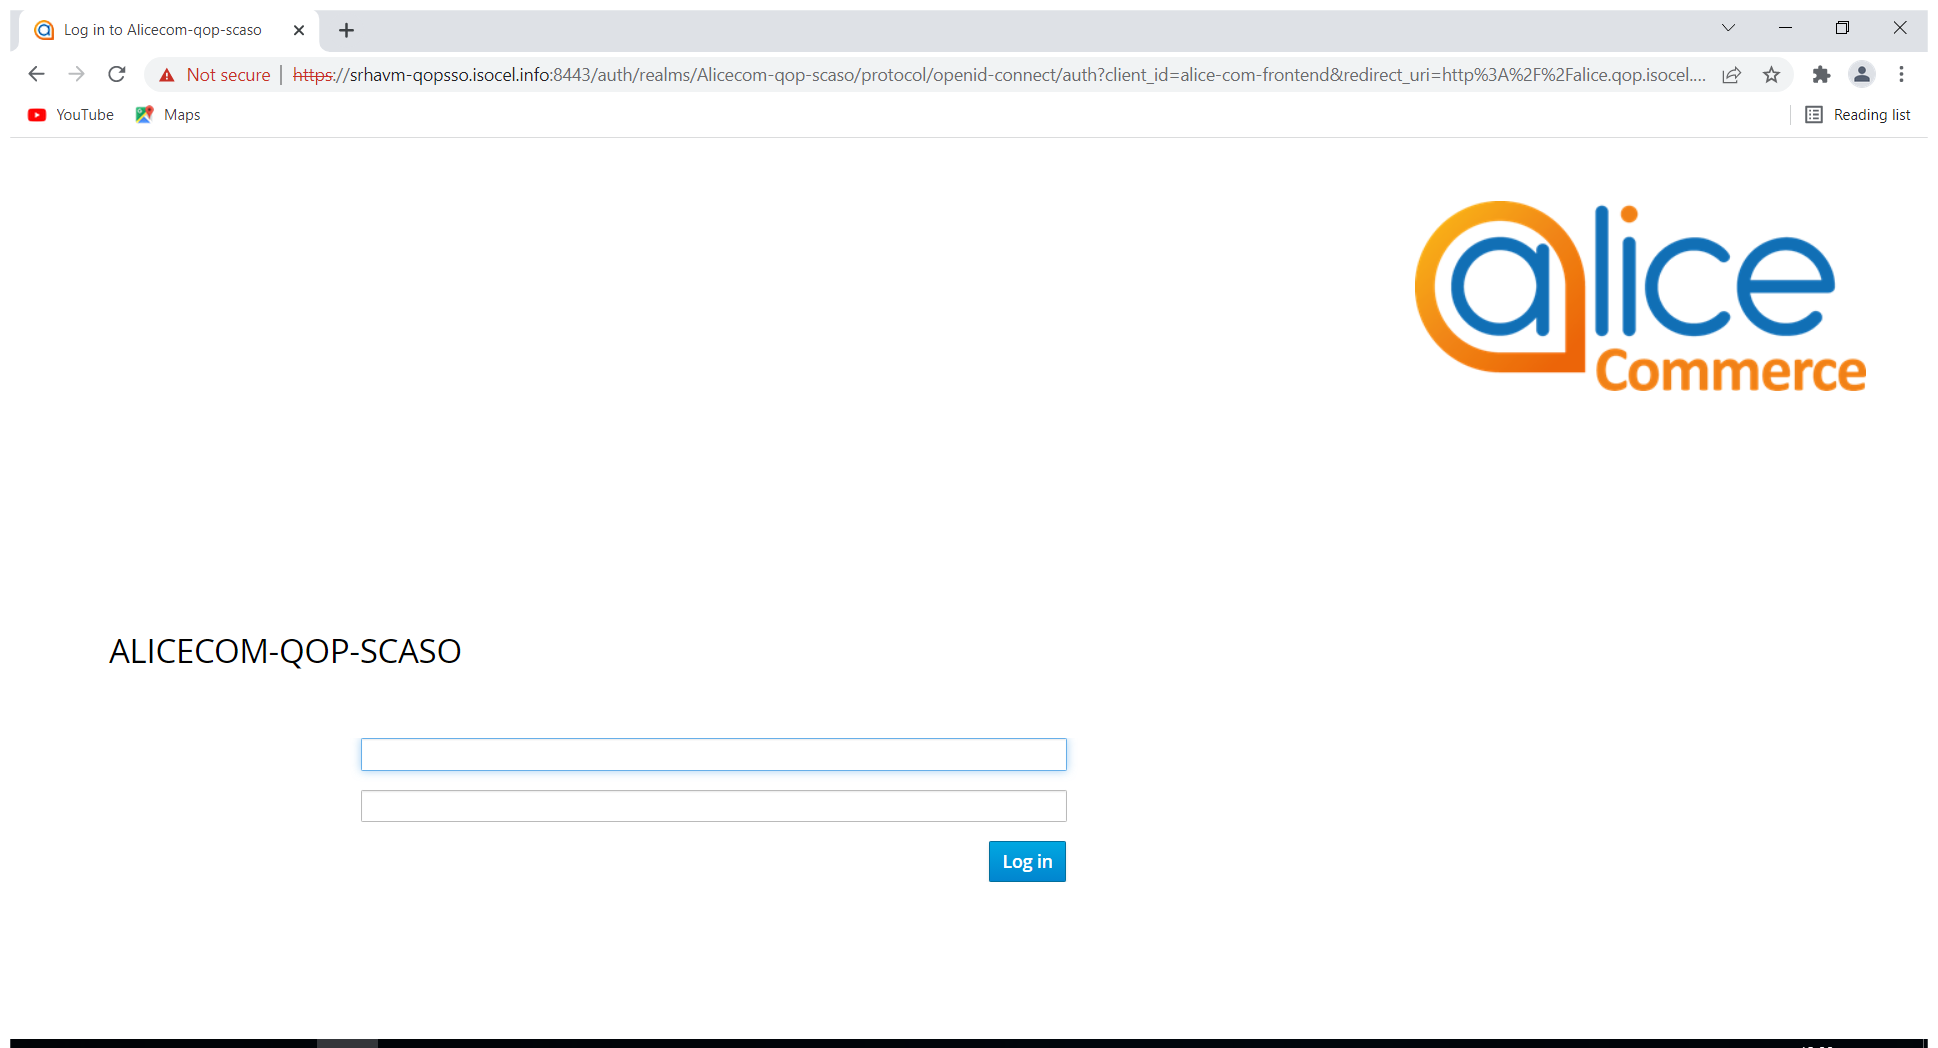 Log in to Alicecom-qop-scaso
Not secure | https://srhavm-qopsso.isocel.info:8443/auth/realms/Alicecom-qop-scaso/protocol/openid-connect/auth?client_id=alice-com-frontend&redirect_uri=http%3A%2F%2Falice.qop.isocel....
YouTube Maps Reading list
alice
Commerce
ALICECOM-QOP-SCASO
Log in